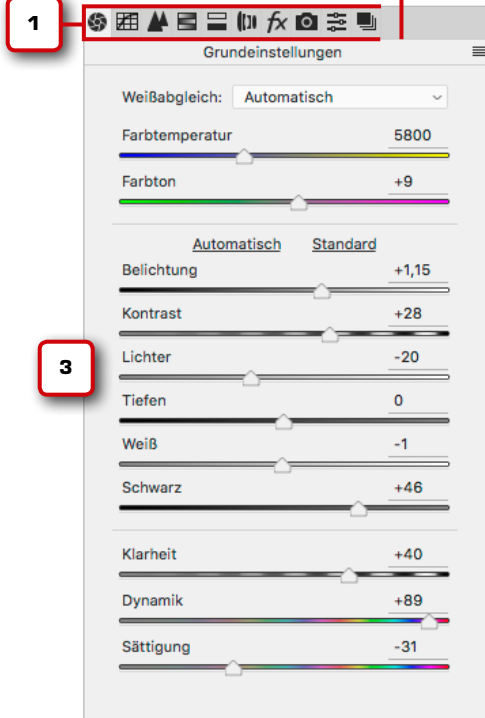 1
fx
Grundeinstellungen
Weißabgleich: Automatisch
Farbtemperatur 5800
Farbton +9
Automatisch Standard
Belichtung +1,15
Kontrast +28
3
Lichter -20
Tiefen 0
Weiß -1
Schwarz +46
Klarheit +40
Dynamik +89
Sättigung -31